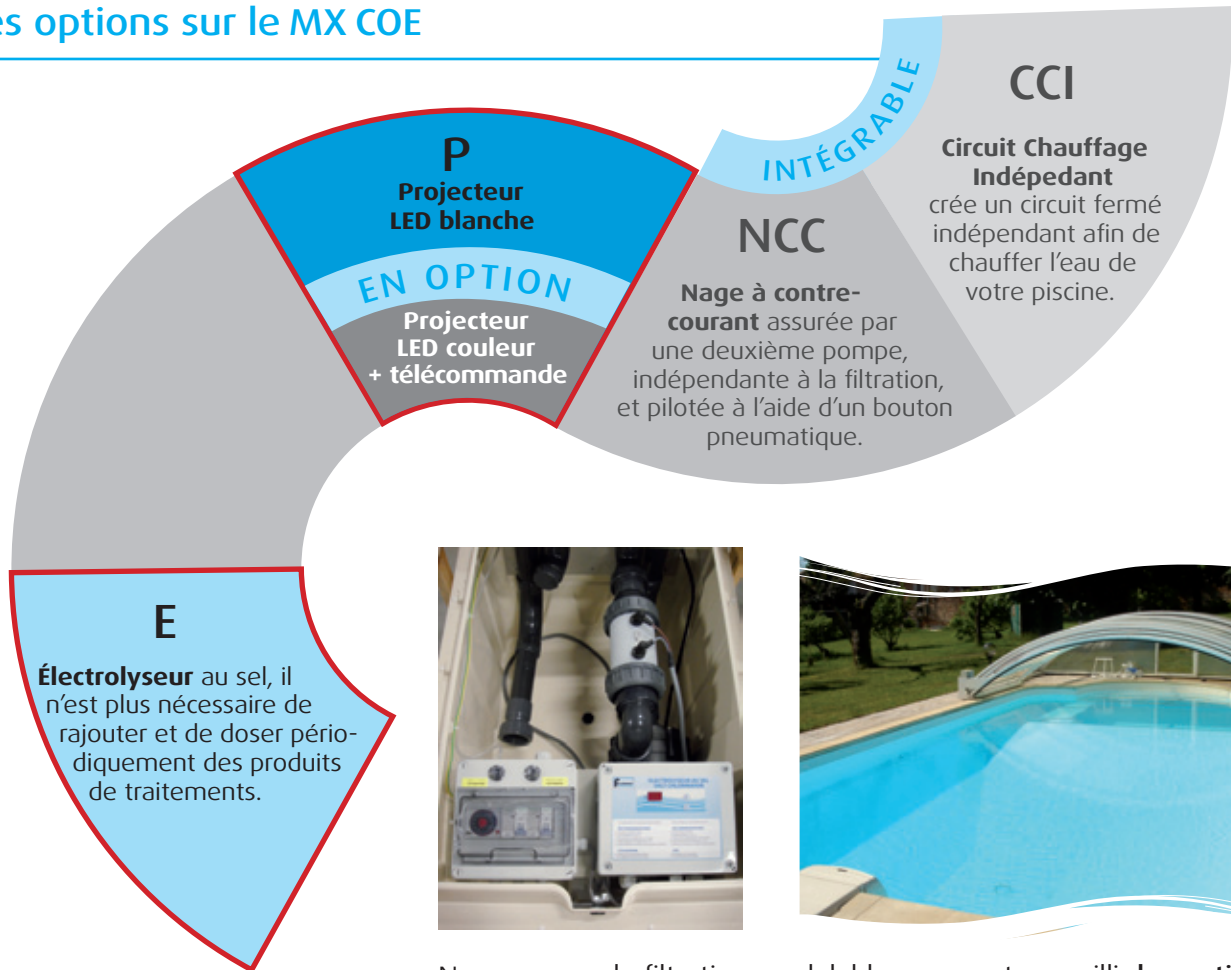 es options sur le MX COE
P
Projecteur
LED blanche
EN OPTION
Projecteur
LED couleur
+ télécommande
INTÉGRABLE
NCC
Nage à contre-
courant assurée par
une deuxième pompe,
indépendante à la filtration,
et pilotée à l'aide d'un bouton
pneumatique.
CCI
Circuit Chauffage
Indépedant
crée un circuit fermé
indépendant afin de
chauffer l'eau de
votre piscine.
E
Électrolyseur au sel, il
n'est plus nécessaire de
rajouter et de doser pério-
diquement des produits
de traitements.